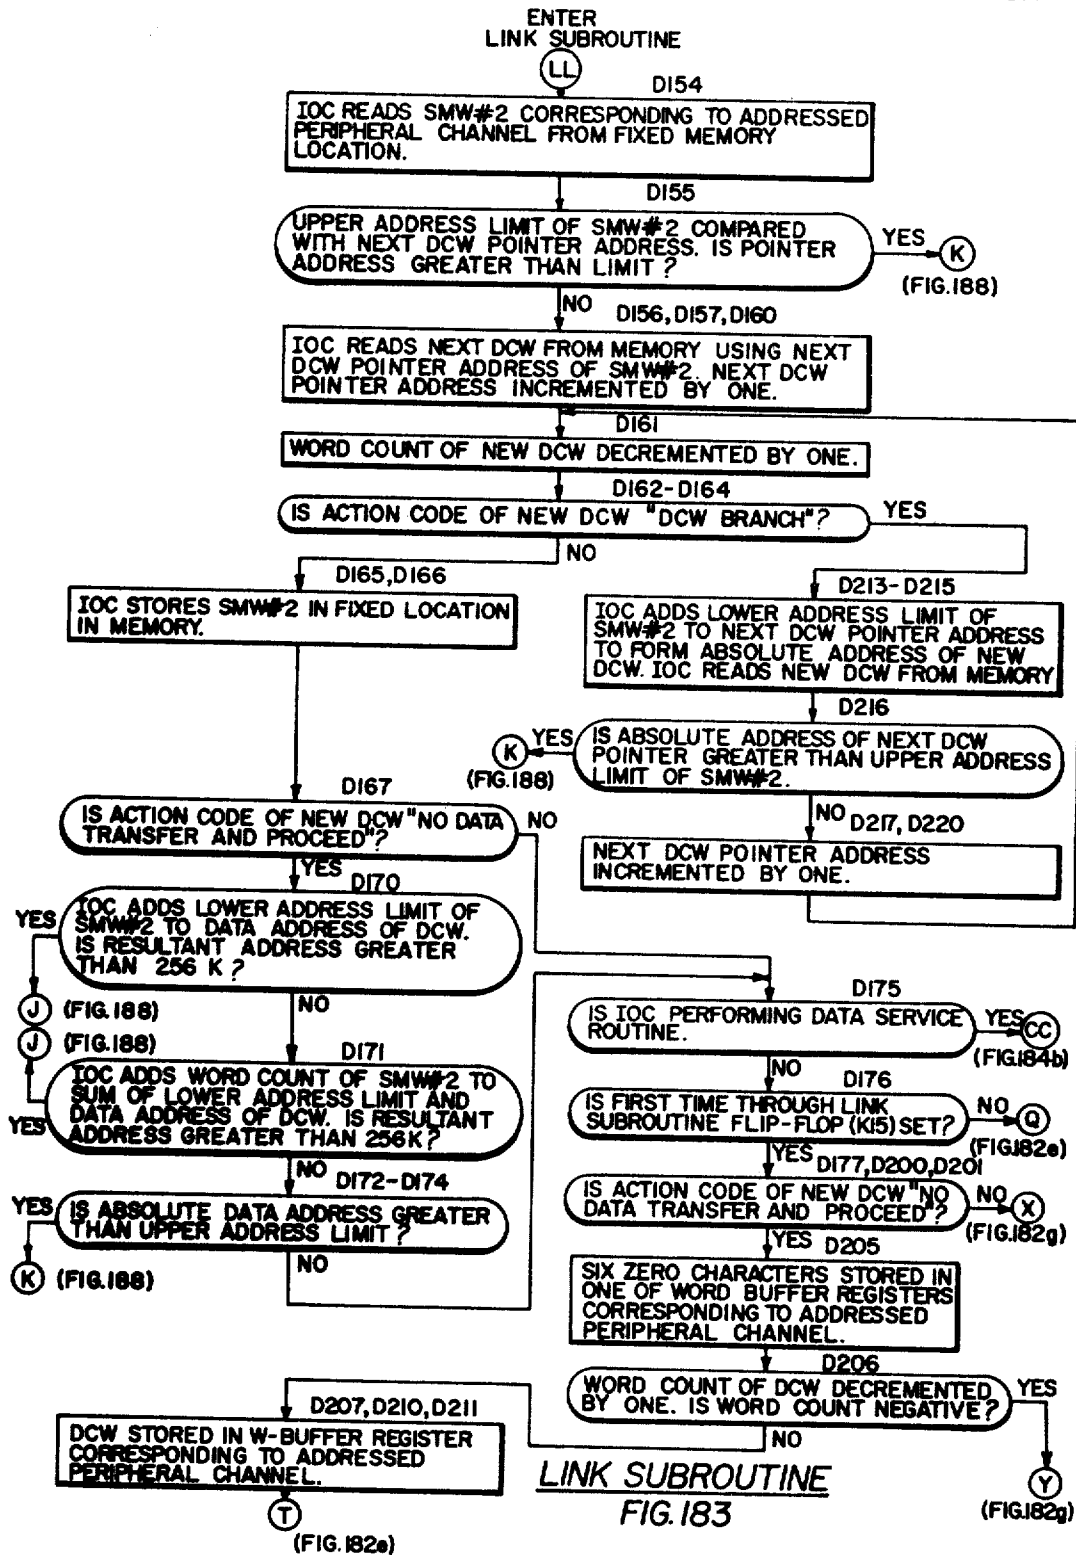 ENTER
LINK SUBROUTINE
LL
D154
IOC READS SMW#2 CORRESPONDING TO ADDRESSED
PERIPHERAL CHANNEL FROM FIXED MEMORY
LOCATION.
D155
UPPER ADDRESS LIMIT OF SMW#2 COMPARED
WITH NEXT DCW POINTER ADDRESS. IS POINTER
ADDRESS GREATER THAN LIMIT?
YES
K
(FIG.188)
NO
D156, D157, D160
IOC READS NEXT DCW FROM MEMORY USING NEXT
DCW POINTER ADDRESS OF SMW#2. NEXT DCW
POINTER ADDRESS INCREMENTED BY ONE.
D161
WORD COUNT OF NEW DCW DECREMENTED BY ONE.
D162-D164
IS ACTION CODE OF NEW DCW "DCW BRANCH"?
YES
NO
D165, D166
IOC STORES SMW#2 IN FIXED LOCATION
IN MEMORY.
D213-D215
IOC ADDS LOWER ADDRESS LIMIT OF
SMW#2 TO NEXT DCW POINTER ADDRESS
TO FORM ABSOLUTE ADDRESS OF NEW
DCW. IOC READS NEW DCW FROM MEMORY
D216
IS ABSOLUTE ADDRESS OF NEXT DCW
POINTER GREATER THAN UPPER ADDRESS
LIMIT OF SMW#2.
YES
K
(FIG.188)
NO
D217, D220
NEXT DCW POINTER ADDRESS
INCREMENTED BY ONE.
D167
IS ACTION CODE OF NEW DCW "NO DATA
TRANSFER AND PROCEED"?
NO
YES
D170
IOC ADDS LOWER ADDRESS LIMIT OF
SMW#2 TO DATA ADDRESS OF DCW.
IS RESULTANT ADDRESS GREATER
THAN 256 K?
YES
J
(FIG.188)
NO
J
(FIG.188)
D171
IOC ADDS WORD COUNT OF SMW#2 TO
SUM OF LOWER ADDRESS LIMIT AND
DATA ADDRESS OF DCW. IS RESULTANT
ADDRESS GREATER THAN 256K?
YES
NO
D172-D174
IS ABSOLUTE DATA ADDRESS GREATER
THAN UPPER ADDRESS LIMIT?
YES
K
(FIG.188)
NO
D175
IS IOC PERFORMING DATA SERVICE
ROUTINE.
YES
CC
(FIG.184b)
NO
D176
IS FIRST TIME THROUGH LINK
SUBROUTINE FLIP-FLOP (K15) SET?
NO
Q
(FIG.182e)
YES
D177, D200, D201
IS ACTION CODE OF NEW DCW "NO
DATA TRANSFER AND PROCEED"?
NO
X
(FIG.182g)
YES
D205
SIX ZERO CHARACTERS STORED IN
ONE OF WORD BUFFER REGISTERS
CORRESPONDING TO ADDRESSED
PERIPHERAL CHANNEL.
D206
WORD COUNT OF DCW DECREMENTED
BY ONE. IS WORD COUNT NEGATIVE?
YES
Y
(FIG.182g)
NO
D207, D210, D211
DCW STORED IN W-BUFFER REGISTER
CORRESPONDING TO ADDRESSED
PERIPHERAL CHANNEL.
T
(FIG.182e)
LINK SUBROUTINE
FIG. 183